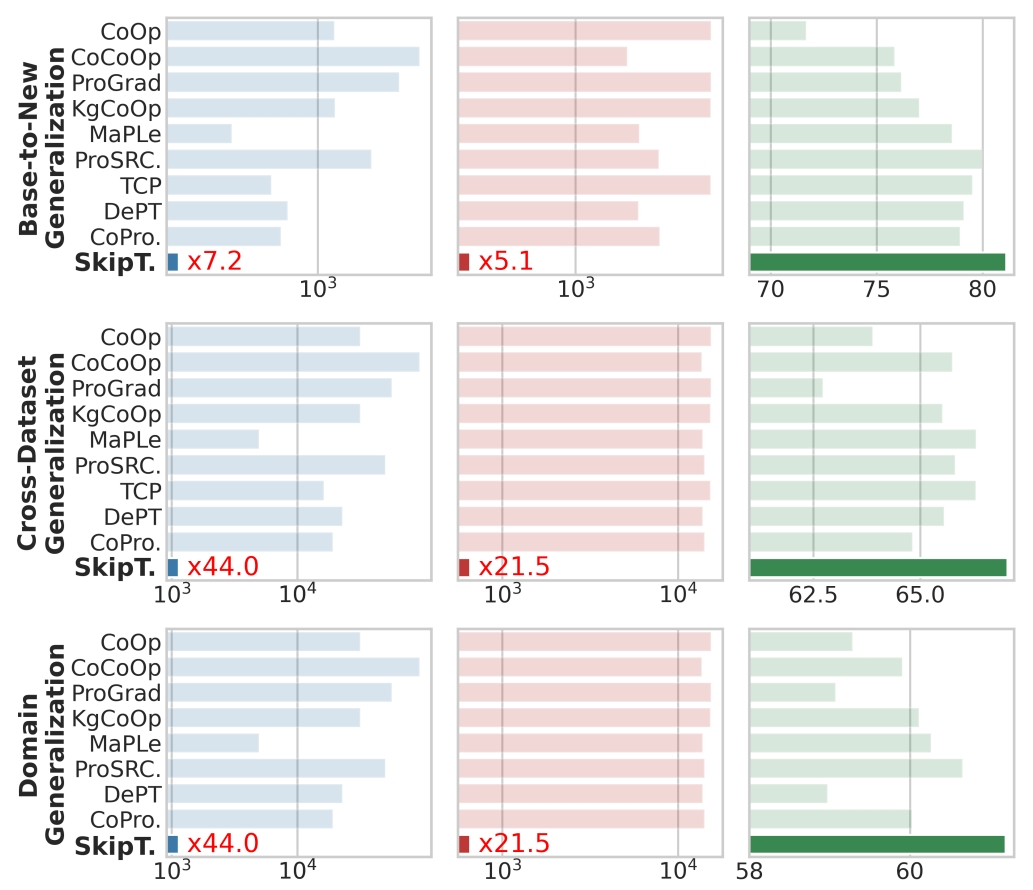 Base-to-New
Generalization
CoOp
CoCoOp
ProGrad
KgCoOp
MaPLe
ProSRC.
TCP
DePT
CoPro.
SkipT.
x7.2
x5.1
10³
10³
70 75 80
Cross-Dataset
Generalization
CoOp
CoCoOp
ProGrad
KgCoOp
MaPLe
ProSRC.
TCP
DePT
CoPro.
SkipT.
x44.0
x21.5
10³ 10⁴
10³ 10⁴
62.5 65.0
Domain
Generalization
CoOp
CoCoOp
ProGrad
KgCoOp
MaPLe
ProSRC.
DePT
CoPro.
SkipT.
x44.0
x21.5
10³ 10⁴
10³ 10⁴
58 60